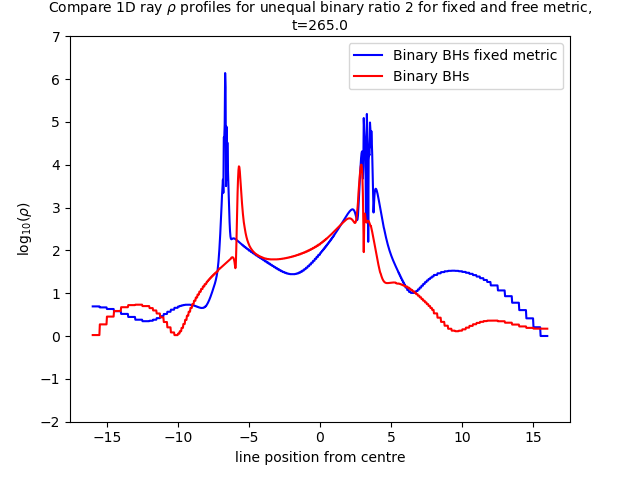 Compare 1D ray ρ profiles for unequal binary ratio 2 for fixed and free metric,
t=265.0
Binary BHs fixed metric
Binary BHs
7
6
5
4
3
2
1
0
−1
−2
log10(ρ)
−15 −10 −5 0 5 10 15
line position from centre